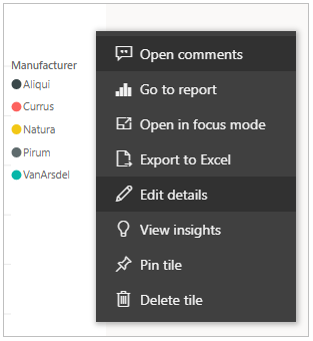 Manufacturer
Aliqui
Currus
Natura
Pirum
VanArsdel
Open comments
Go to report
Open in focus mode
Export to Excel
Edit details
View insights
Pin tile
Delete tile